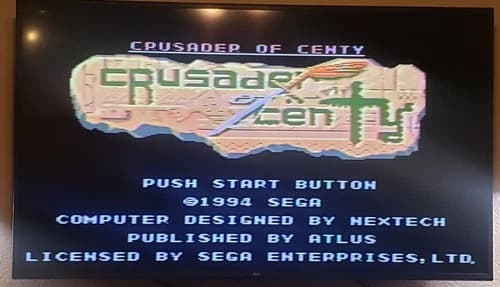 CRUSADER OF CENTY
CRUSADER
OF CENTY
PUSH START BUTTON
©1994 SEGA
COMPUTER DESIGNED BY NEXTECH
PUBLISHED BY ATLUS
LICENSED BY SEGA ENTERPRISES,LTD.